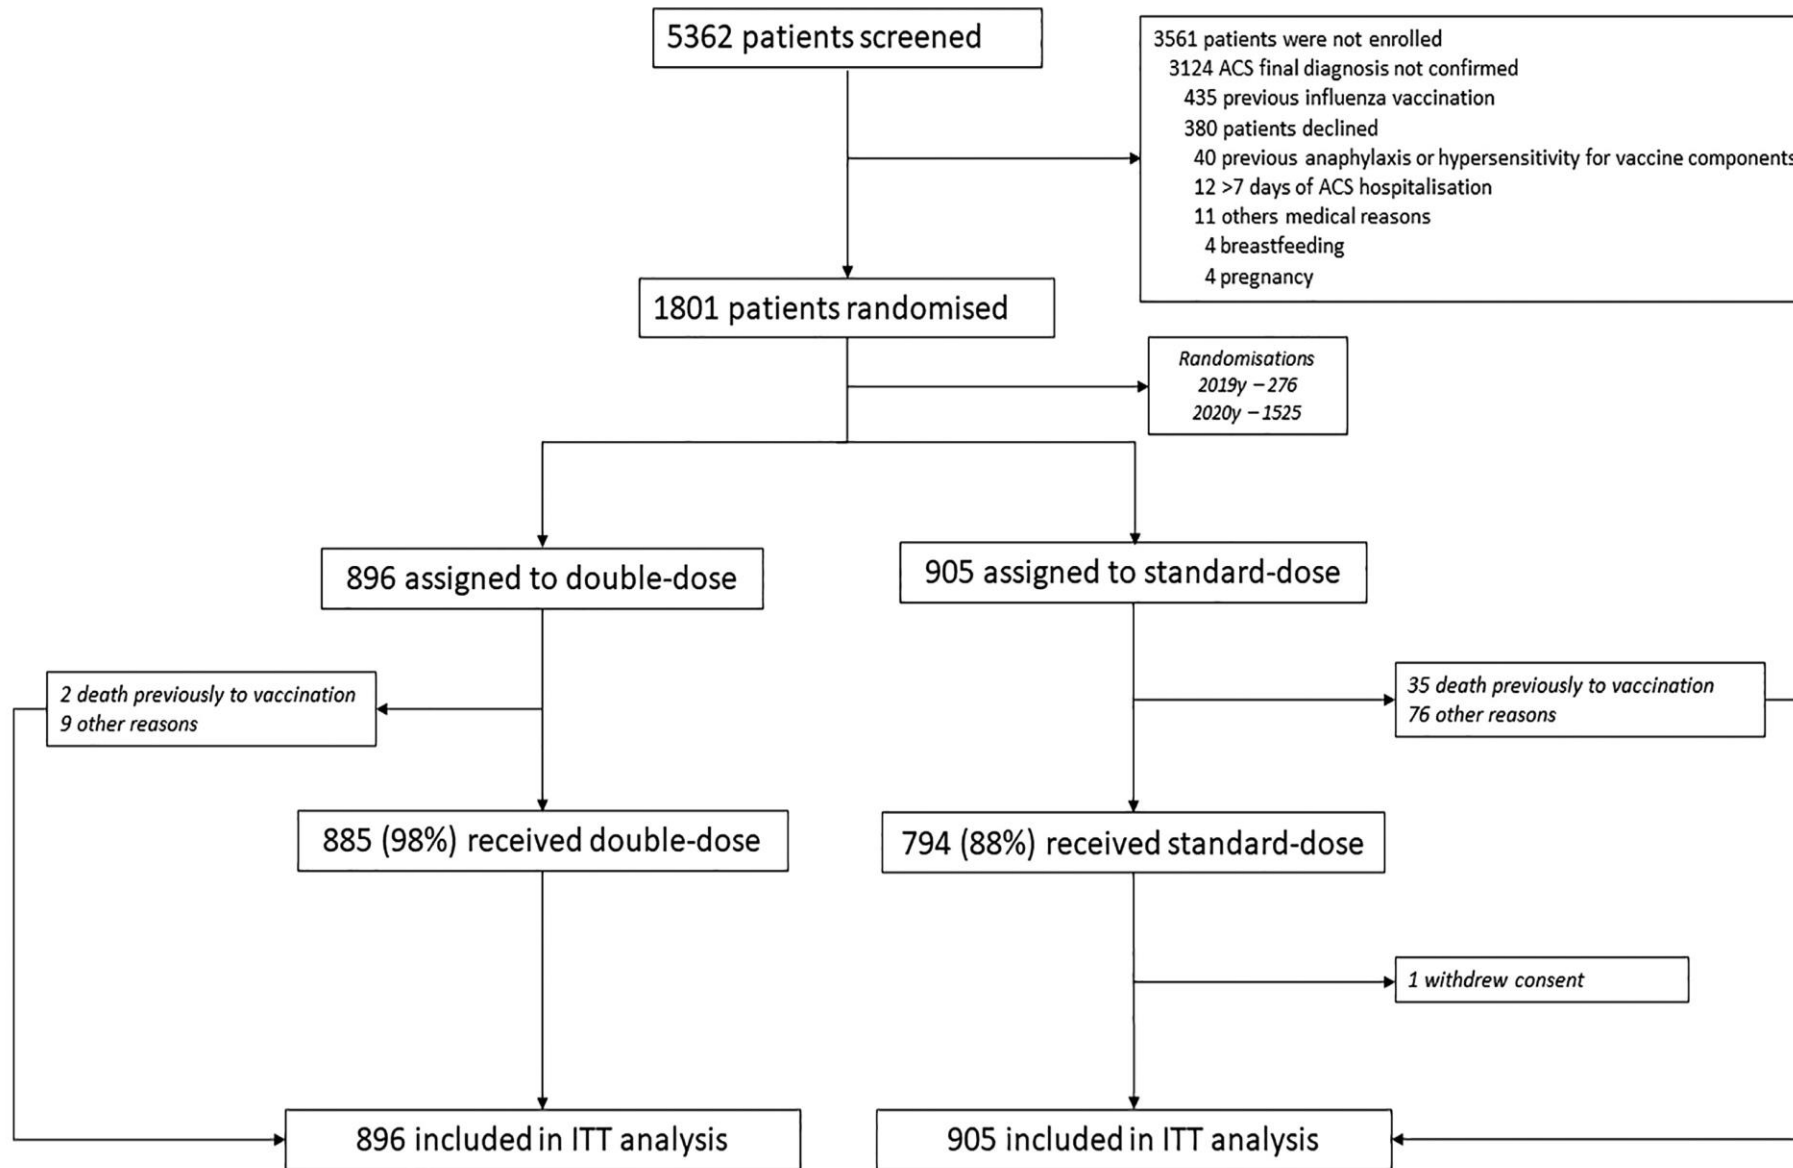 5362 patients screened
3561 patients were not enrolled
3124 ACS final diagnosis not confirmed
435 previous influenza vaccination
380 patients declined
40 previous anaphylaxis or hypersensitivity for vaccine components
12 >7 days of ACS hospitalisation
11 others medical reasons
4 breastfeeding
4 pregnancy
1801 patients randomised
Randomisations
2019y – 276
2020y – 1525
896 assigned to double-dose
905 assigned to standard-dose
2 death previously to vaccination
9 other reasons
35 death previously to vaccination
76 other reasons
885 (98%) received double-dose
794 (88%) received standard-dose
1 withdrew consent
896 included in ITT analysis
905 included in ITT analysis